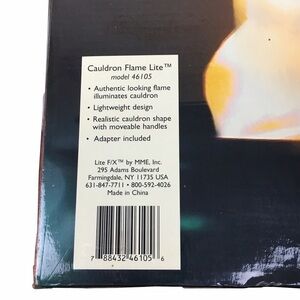 Cauldron Flame Lite™
model 46105
• Authentic looking flame
illuminates cauldron
• Lightweight design
• Realistic cauldron shape
with moveable handles
• Adapter included
Lite F/X™ by MME, Inc.
295 Adams Boulevard
Farmingdale, NY 11735 USA
631-847-7711 • 800-592-4026
Made in China
7 88432 46105 6